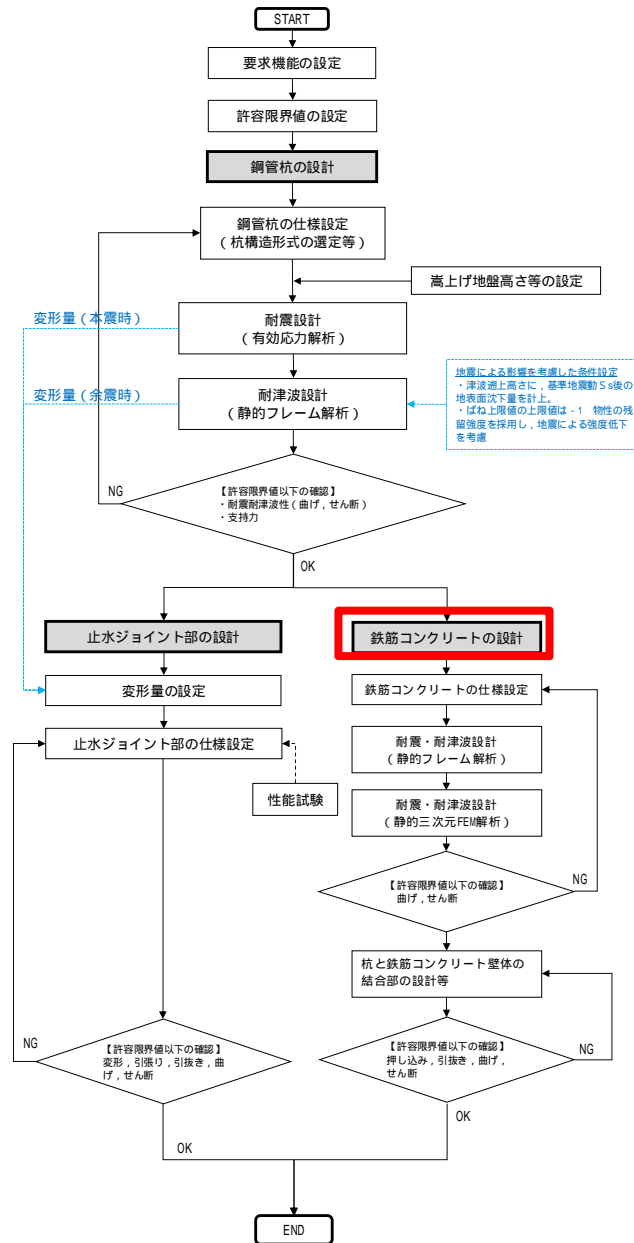 START
要求機能の設定
許容限界値の設定
鋼管杭の設計
鋼管杭の仕様設定
(杭構造形式の選定等)
嵩上げ地盤高さ等の設定
変形量(本震時)
耐震設計
(有効応力解析)
変形量(余震時)
耐津波設計
(静的フレーム解析)
地震による影響を考慮した条件設定
・津波遡上高さに,基準地震動Ss後の
地表面沈下量を計上。
・ばね上限値の上限値は-1 物性の残
留強度を採用し,地震による強度低下
を考慮
NG
【許容限界値以下の確認】
・耐震耐津波性(曲げ,せん断)
・支持力
OK
止水ジョイント部の設計
鉄筋コンクリートの設計
変形量の設定
鉄筋コンクリートの仕様設定
止水ジョイント部の仕様設定
耐震・耐津波設計
(静的フレーム解析)
性能試験
耐震・耐津波設計
(静的三次元FEM解析)
NG
【許容限界値以下の確認】
曲げ,せん断
杭と鉄筋コンクリート壁体の
結合部の設計等
NG
【許容限界値以下の確認】
変形,引張り,引抜き,曲
げ,せん断
【許容限界値以下の確認】
押し込み,引抜き,曲げ,
せん断
NG
OK
OK
END